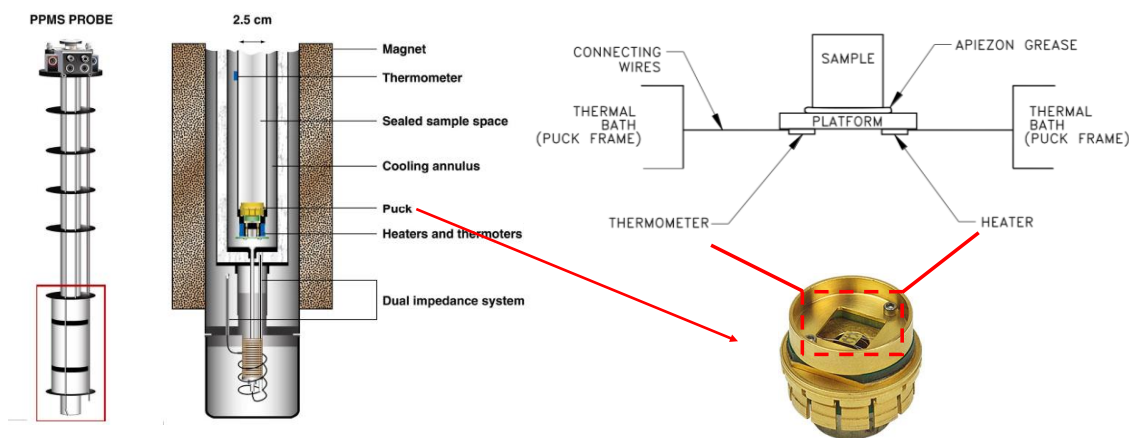 PPMS PROBE
2.5 cm
Magnet
Thermometer
Sealed sample space
Cooling annulus
Puck
Heaters and thermoters
Dual impedance system
CONNECTING
WIRES
SAMPLE
APIEZON GREASE
THERMAL
BATH
(PUCK FRAME)
PLATFORM
THERMAL
BATH
(PUCK FRAME)
THERMOMETER
HEATER